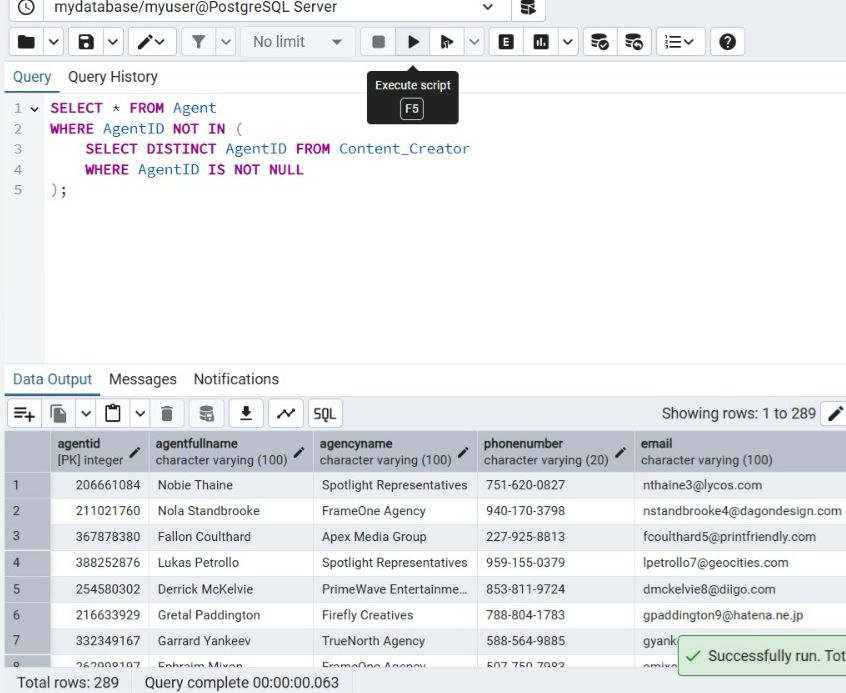 mydatabase/myuser@PostgreSQL Server
No limit
E
Query Query History
Execute script
F5
1 SELECT * FROM Agent
2 WHERE AgentID NOT IN (
3 SELECT DISTINCT AgentID FROM Content_Creator
4 WHERE AgentID IS NOT NULL
5 );
Data Output Messages Notifications
SQL
Showing rows: 1 to 289
agentid agentfullname agencyname phonenumber email
[PK] integer character varying (100) character varying (100) character varying (20) character varying (100)
1 206661084 Nobie Thaine Spotlight Representatives 751-620-0827 nthaine3@lycos.com
2 211021760 Nola Standbrooke FrameOne Agency 940-170-3798 nstandbrooke4@dagondesign.com
3 367878380 Fallon Coulthard Apex Media Group 227-925-8813 fcoulthard5@printfriendly.com
4 388252876 Lukas Petrollo Spotlight Representatives 959-155-0379 lpetrollo7@geocities.com
5 254580302 Derrick McKelvie PrimeWave Entertainme... 853-811-9724 dmckelvie8@diigo.com
6 216633929 Gretal Paddington Firefly Creatives 788-804-1783 gpaddington9@hatena.ne.jp
7 332349167 Garrard Yankeev TrueNorth Agency 588-564-9885 gyank
8 262998197 Ephraim Mixon FrameOne Agency 507-750-7983
Successfully run. Tot
Total rows: 289 Query complete 00:00:00.063